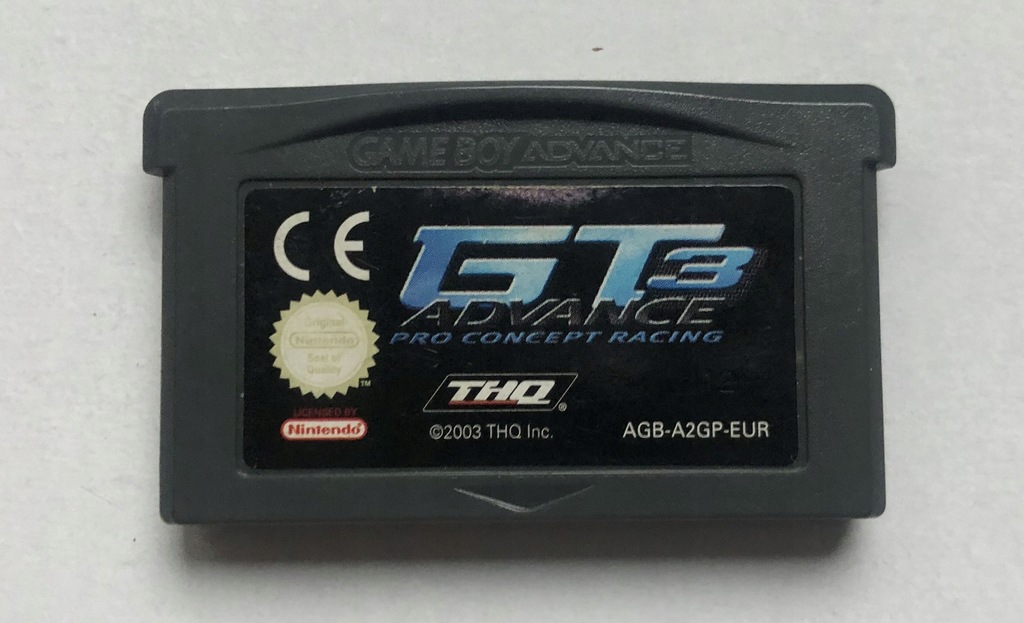 GAME BOY ADVANCE
CE
GT3
ADVANCE
PRO CONCEPT RACING
Original
Nintendo
Seal of
Quality
TM
LICENSED BY
Nintendo
THQ®
©2003 THQ Inc.
AGB-A2GP-EUR